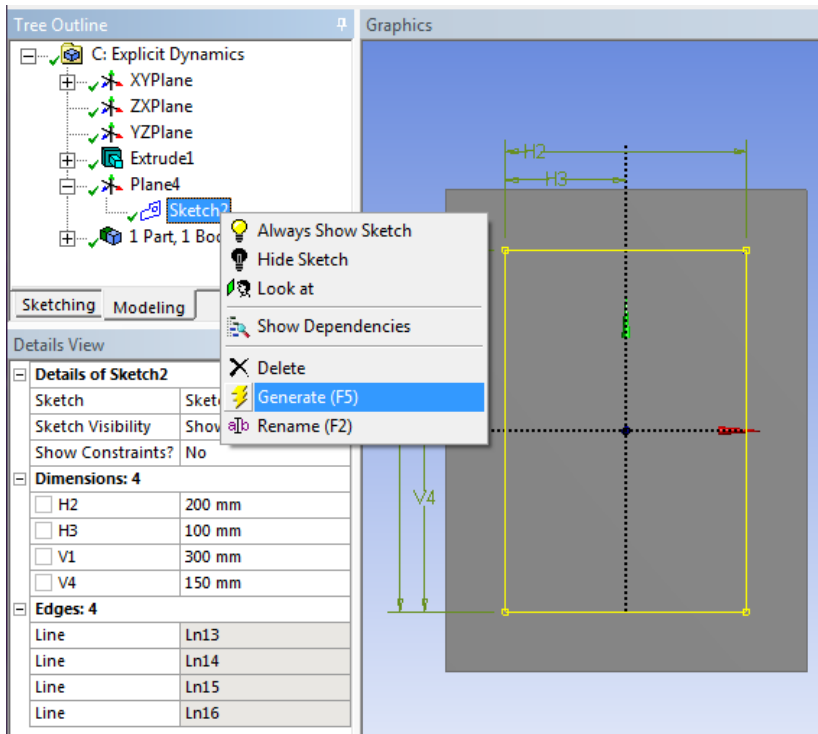 Tree Outline
C: Explicit Dynamics
XYPlane
ZXPlane
YZPlane
Extrude1
Plane4
Sketch2
1 Part, 1 Bo
Always Show Sketch
Hide Sketch
Look at
Show Dependencies
Delete
Generate (F5)
Rename (F2)
Sketching Modeling
Details View
Details of Sketch2
Sketch Sket
Sketch Visibility Show
Show Constraints? No
Dimensions: 4
H2 200 mm
H3 100 mm
V1 300 mm
V4 150 mm
Edges: 4
Line Ln13
Line Ln14
Line Ln15
Line Ln16
Graphics
H2
H3
V4